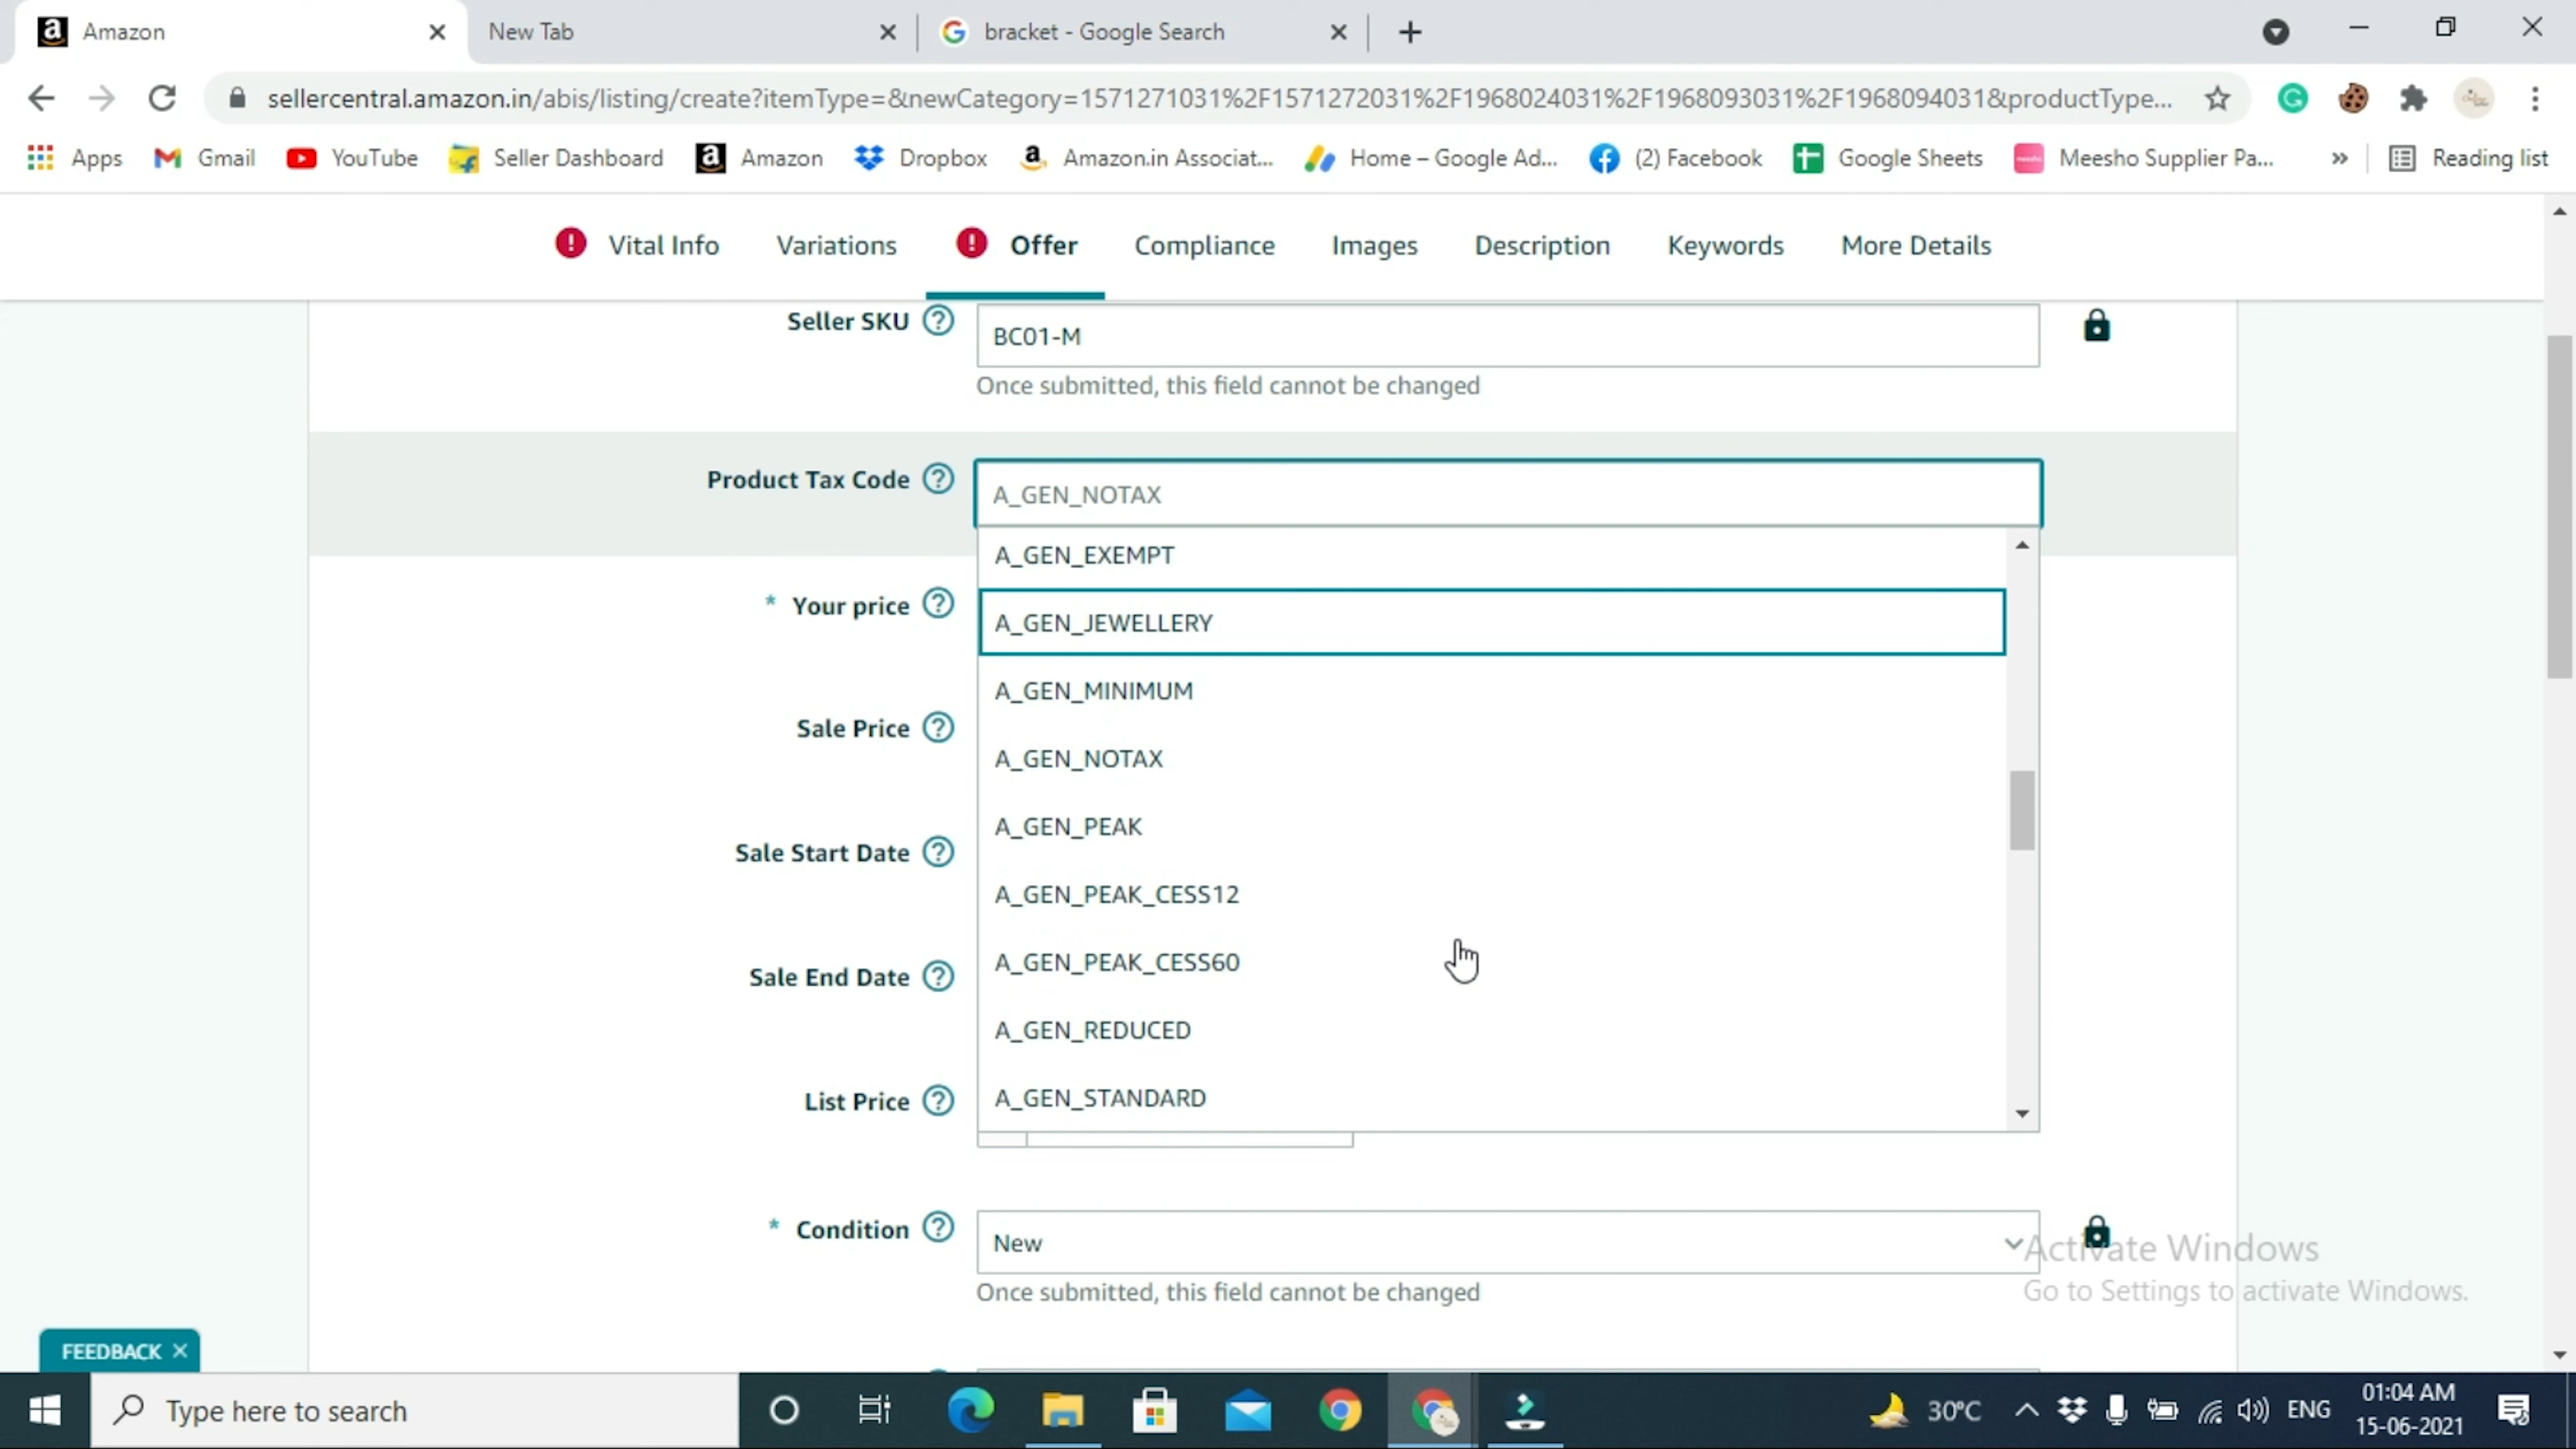 Amazon
New Tab
bracket - Google Search
sellercentral.amazon.in/abis/listing/create?itemType=&newCategory=1571271031%2F1571272031%2F1968024031%2F1968093031%2F1968094031&productType...
Apps
Gmail
YouTube
Seller Dashboard
Amazon
Dropbox
Amazon.in Associat...
Home – Google Ad...
(2) Facebook
Google Sheets
Meesho Supplier Pa...
»
Reading list
Vital Info
Variations
Offer
Compliance
Images
Description
Keywords
More Details
Seller SKU
BC01-M
Once submitted, this field cannot be changed
Product Tax Code
A_GEN_NOTAX
A_GEN_EXEMPT
* Your price
A_GEN_JEWELLERY
A_GEN_MINIMUM
Sale Price
A_GEN_NOTAX
A_GEN_PEAK
Sale Start Date
A_GEN_PEAK_CESS12
Sale End Date
A_GEN_PEAK_CESS60
A_GEN_REDUCED
List Price
A_GEN_STANDARD
* Condition
New
Once submitted, this field cannot be changed
Activate Windows
Go to Settings to activate Windows.
FEEDBACK ×
Type here to search
30°C
ENG
01:04 AM
15-06-2021